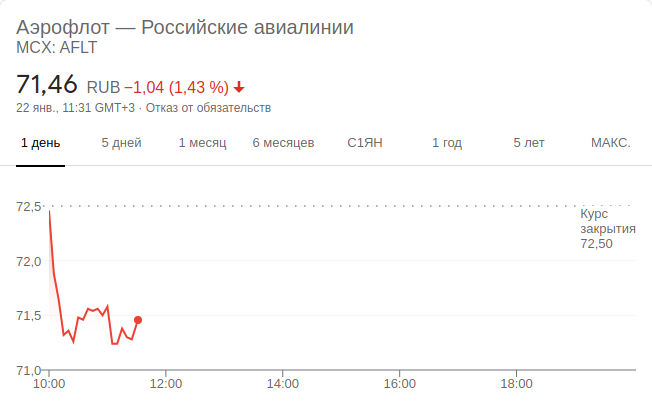 Аэрофлот — Российские авиалинии
MCX: AFLT
71,46 RUB −1,04 (1,43 %)
22 янв., 11:31 GMT+3 · Отказ от обязательств
1 день 5 дней 1 месяц 6 месяцев С1ЯН 1 год 5 лет МАКС.
72,5
Курс
закрытия
72,50
72,0
71,5
71,0
10:00 12:00 14:00 16:00 18:00